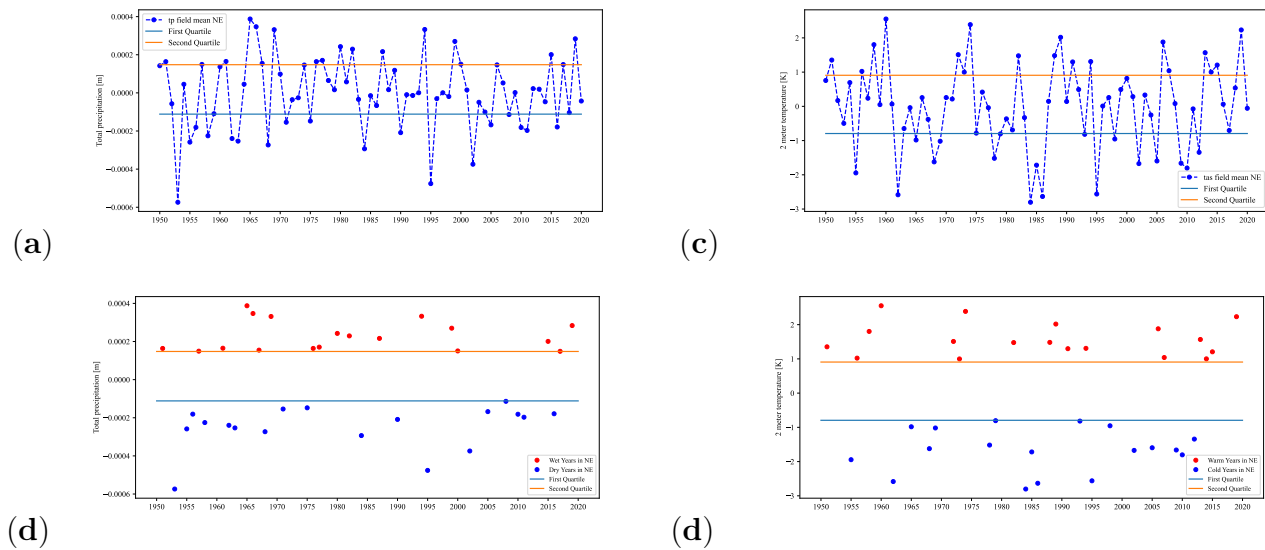 0.0004
0.0002
0.0000
−0.0002
−0.0004
−0.0006
Total precipitation [m]
tp field mean NE
First Quartile
Second Quartile
1950 1955 1960 1965 1970 1975 1980 1985 1990 1995 2000 2005 2010 2015 2020
(a)
2
1
0
−1
−2
−3
2 meter temperature [K]
tas field mean NE
First Quartile
Second Quartile
1950 1955 1960 1965 1970 1975 1980 1985 1990 1995 2000 2005 2010 2015 2020
(c)
0.0004
0.0002
0.0000
−0.0002
−0.0004
−0.0006
Total precipitation [m]
Wet Years in NE
Dry Years in NE
First Quartile
Second Quartile
1950 1955 1960 1965 1970 1975 1980 1985 1990 1995 2000 2005 2010 2015 2020
(d)
2
1
0
−1
−2
−3
2 meter temperature [K]
Warm Years in NE
Cold Years in NE
First Quartile
Second Quartile
1950 1955 1960 1965 1970 1975 1980 1985 1990 1995 2000 2005 2010 2015 2020
(d)